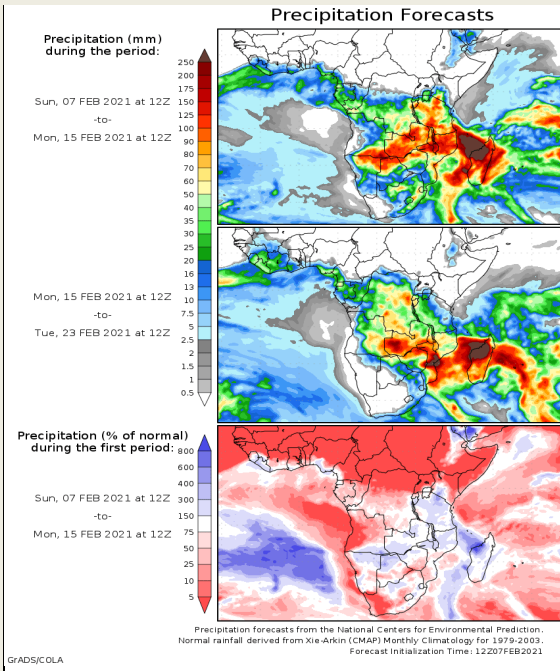 Precipitation Forecasts
Precipitation (mm)
during the period:
Sun, 07 FEB 2021 at 12Z
-to-
Mon, 15 FEB 2021 at 12Z
250
200
175
150
125
100
90
80
70
60
50
40
35
30
25
20
16
13
10
7.5
5
2.5
2
1.5
1
0.5
Mon, 15 FEB 2021 at 12Z
-to-
Tue, 23 FEB 2021 at 12Z
Precipitation (% of normal)
during the first period:
Sun, 07 FEB 2021 at 12Z
-to-
Mon, 15 FEB 2021 at 12Z
800
600
400
300
150
75
50
25
10
5
Precipitation forecasts from the National Centers for Environmental Prediction.
Normal rainfall derived from Xie-Arkin (CMAP) Monthly Climatology for 1979-2003.
Forecast Initialization Time: 12Z07FEB2021
GrADS/COLA